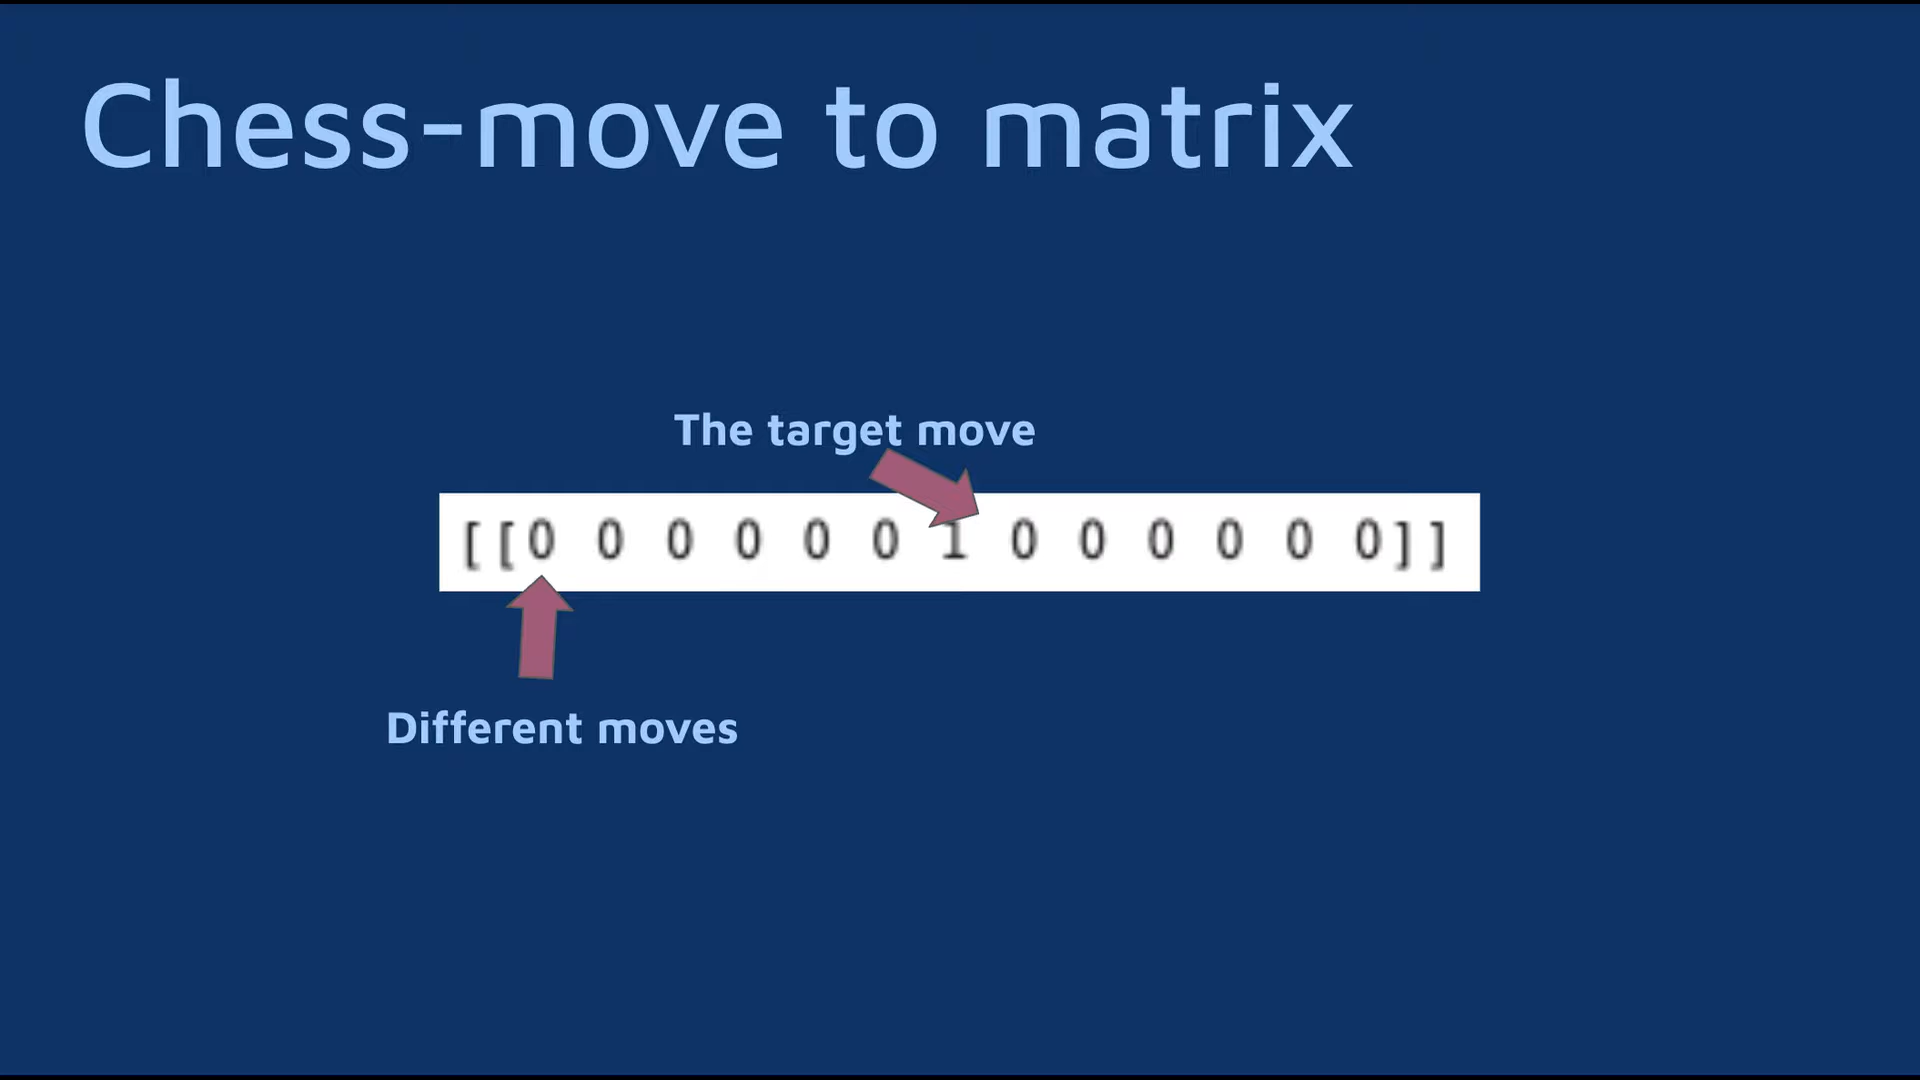 Chess-move to matrix
The target move
[[0 0 0 0 0 0 1 0 0 0 0 0 0]]
Different moves